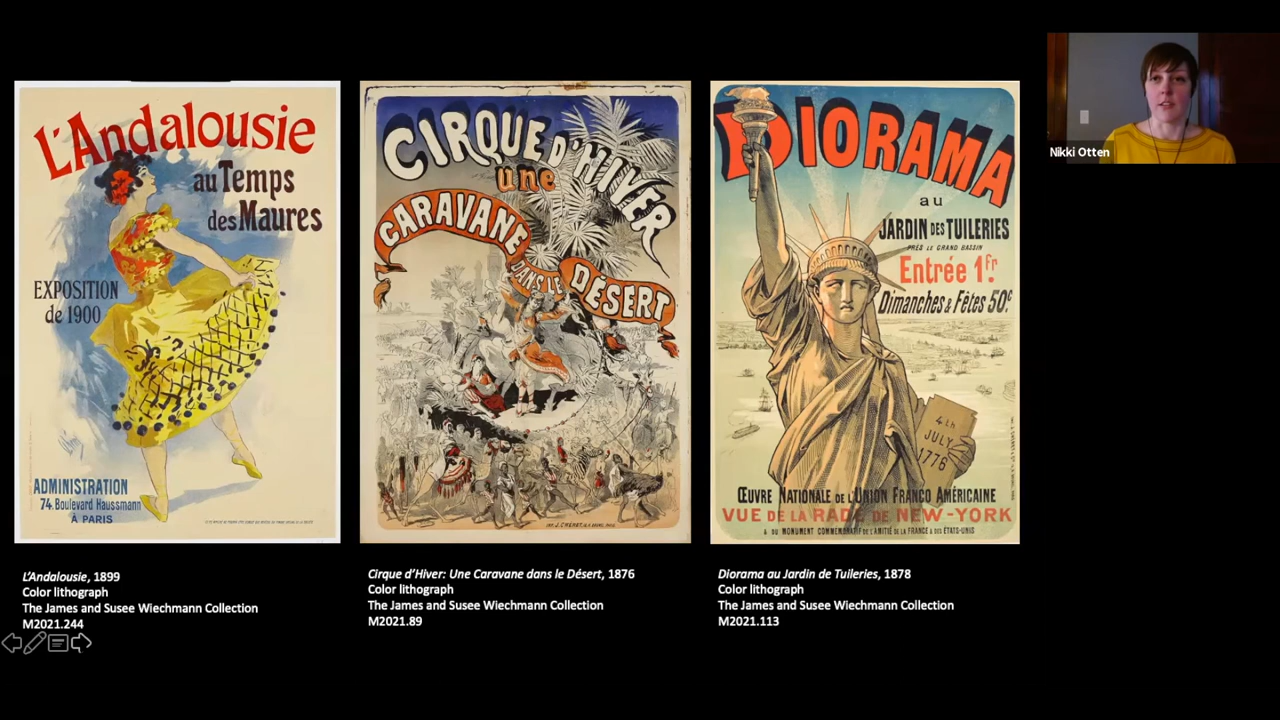 L'Andalousie
au Temps
des Maures
EXPOSITION
de 1900
ADMINISTRATION
74. Boulevard Haussmann
À PARIS
L'Andalousie, 1899
Color lithograph
The James and Susee Wiechmann Collection
M2021.244
CIRQUE D'HIVER
une
CARAVANE
DANS LE
DÉSERT
IMP. J. CHÉRET
Cirque d'Hiver: Une Caravane dans le Désert, 1876
Color lithograph
The James and Susee Wiechmann Collection
M2021.89
DIORAMA
au
JARDIN DES TUILERIES
PRÈS LE GRAND BASSIN
Entrée 1fr.
Dimanches & Fêtes 50c
4th
JULY
1776
ŒUVRE NATIONALE DE L'UNION FRANCO AMÉRICAINE
VUE DE LA RADE DE NEW-YORK
& DU MONUMENT COMMÉMORATIF DE L'AMITIÉ DE LA FRANCE & DES ÉTATS-UNIS
Diorama au Jardin de Tuileries, 1878
Color lithograph
The James and Susee Wiechmann Collection
M2021.113
Nikki Otten